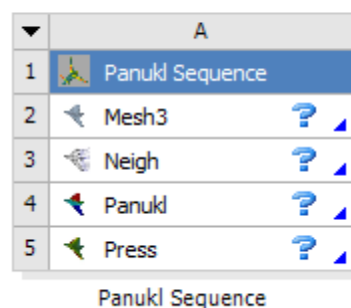 A
1 Panukl Sequence
2 Mesh3 ?
3 Neigh ?
4 Panukl ?
5 Press ?
Panukl Sequence